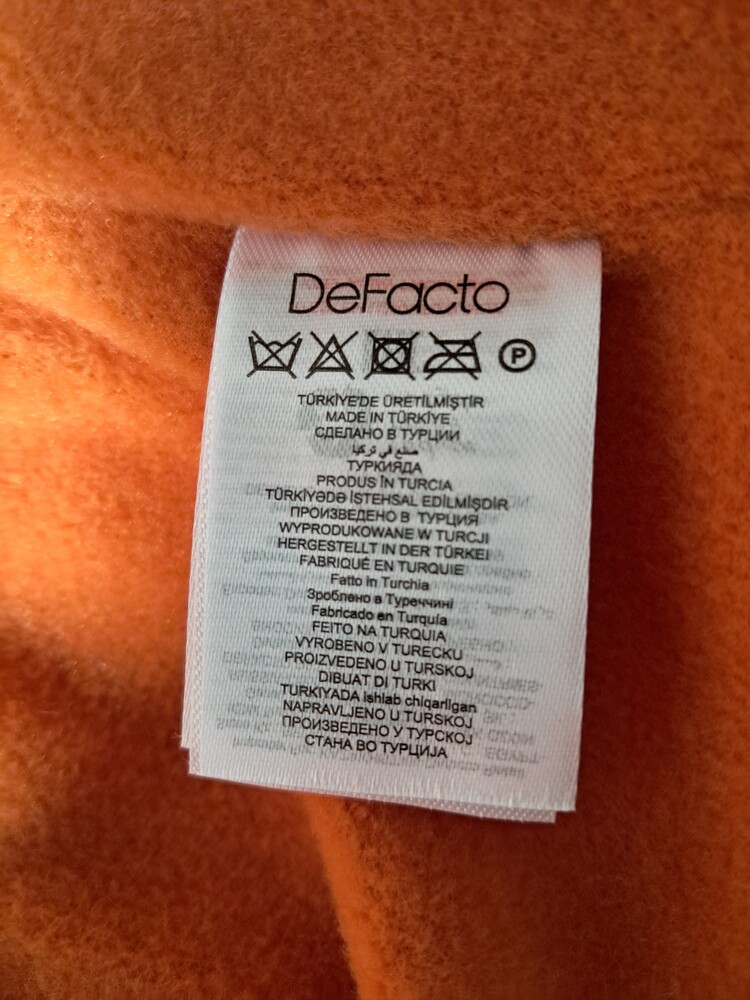 DeFacto
P
TÜRKİYE'DE ÜRETİLMİŞTİR
MADE IN TÜRKİYE
СДЕЛАНО В ТУРЦИИ
صنع في تركيا
ТУРКИЯДА
PRODUS ÎN TURCIA
TÜRKİYƏDƏ İSTEHSAL EDİLMİŞDİR
ПРОИЗВЕДЕНО В ТУРЦИЯ
WYPRODUKOWANE W TURCJI
HERGESTELLT IN DER TÜRKEI
FABRIQUÉ EN TURQUIE
Fatto in Turchia
Зроблено в Туреччині
Fabricado en Turquía
FEITO NA TURQUIA
VYROBENO V TURECKU
PROIZVEDENO U TURSKOJ
DIBUAT DI TURKI
TURKIYADA ishlab chiqarilgan
NAPRAVLJENO U TURSKOJ
ПРОИЗВЕДЕНО У ТУРСКОЈ
СТАНА ВО ТУРЦИЈА